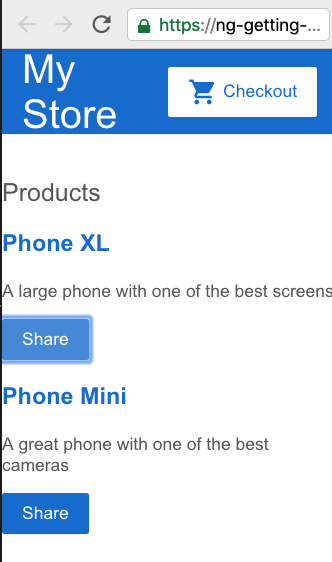 https://ng-getting-...
My
Store
Checkout
Products
Phone XL
A large phone with one of the best screens
Share
Phone Mini
A great phone with one of the best
cameras
Share